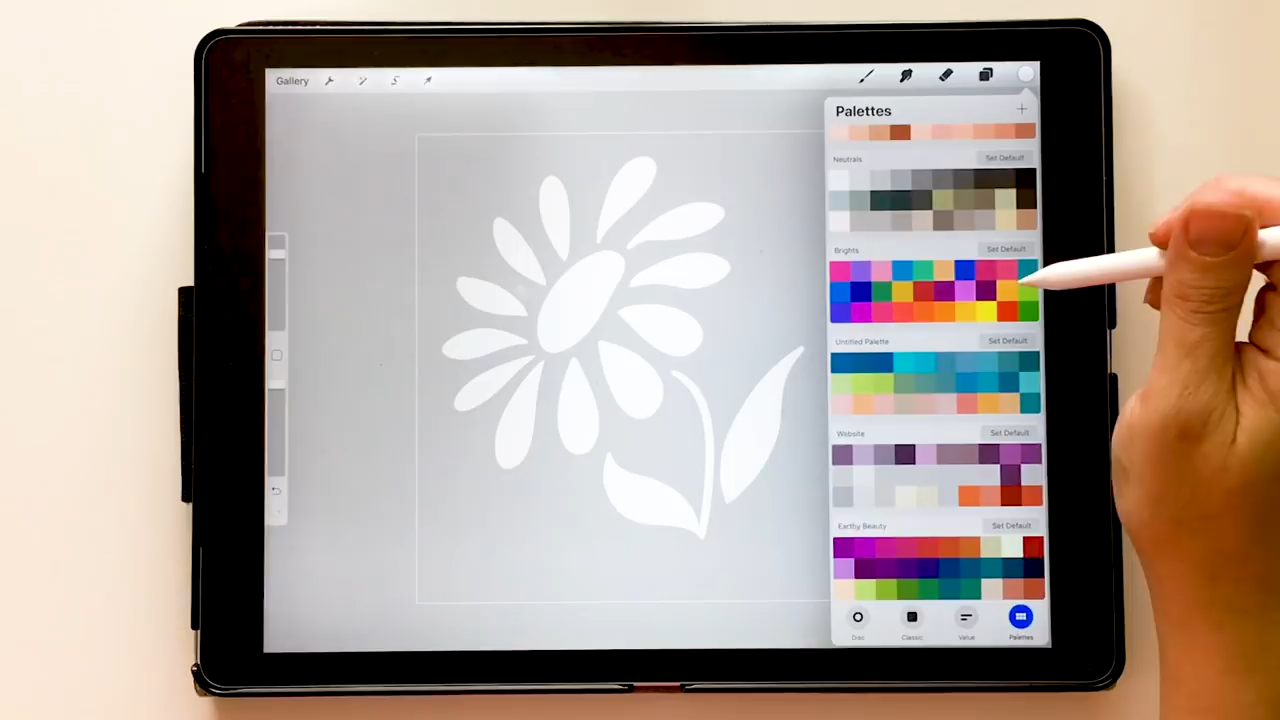 Gallery
Palettes
Neutrals Set Default
Brights Set Default
Untitled Palette Set Default
Website Set Default
Earthy Beauty Set Default
Disc Classic Value Palettes